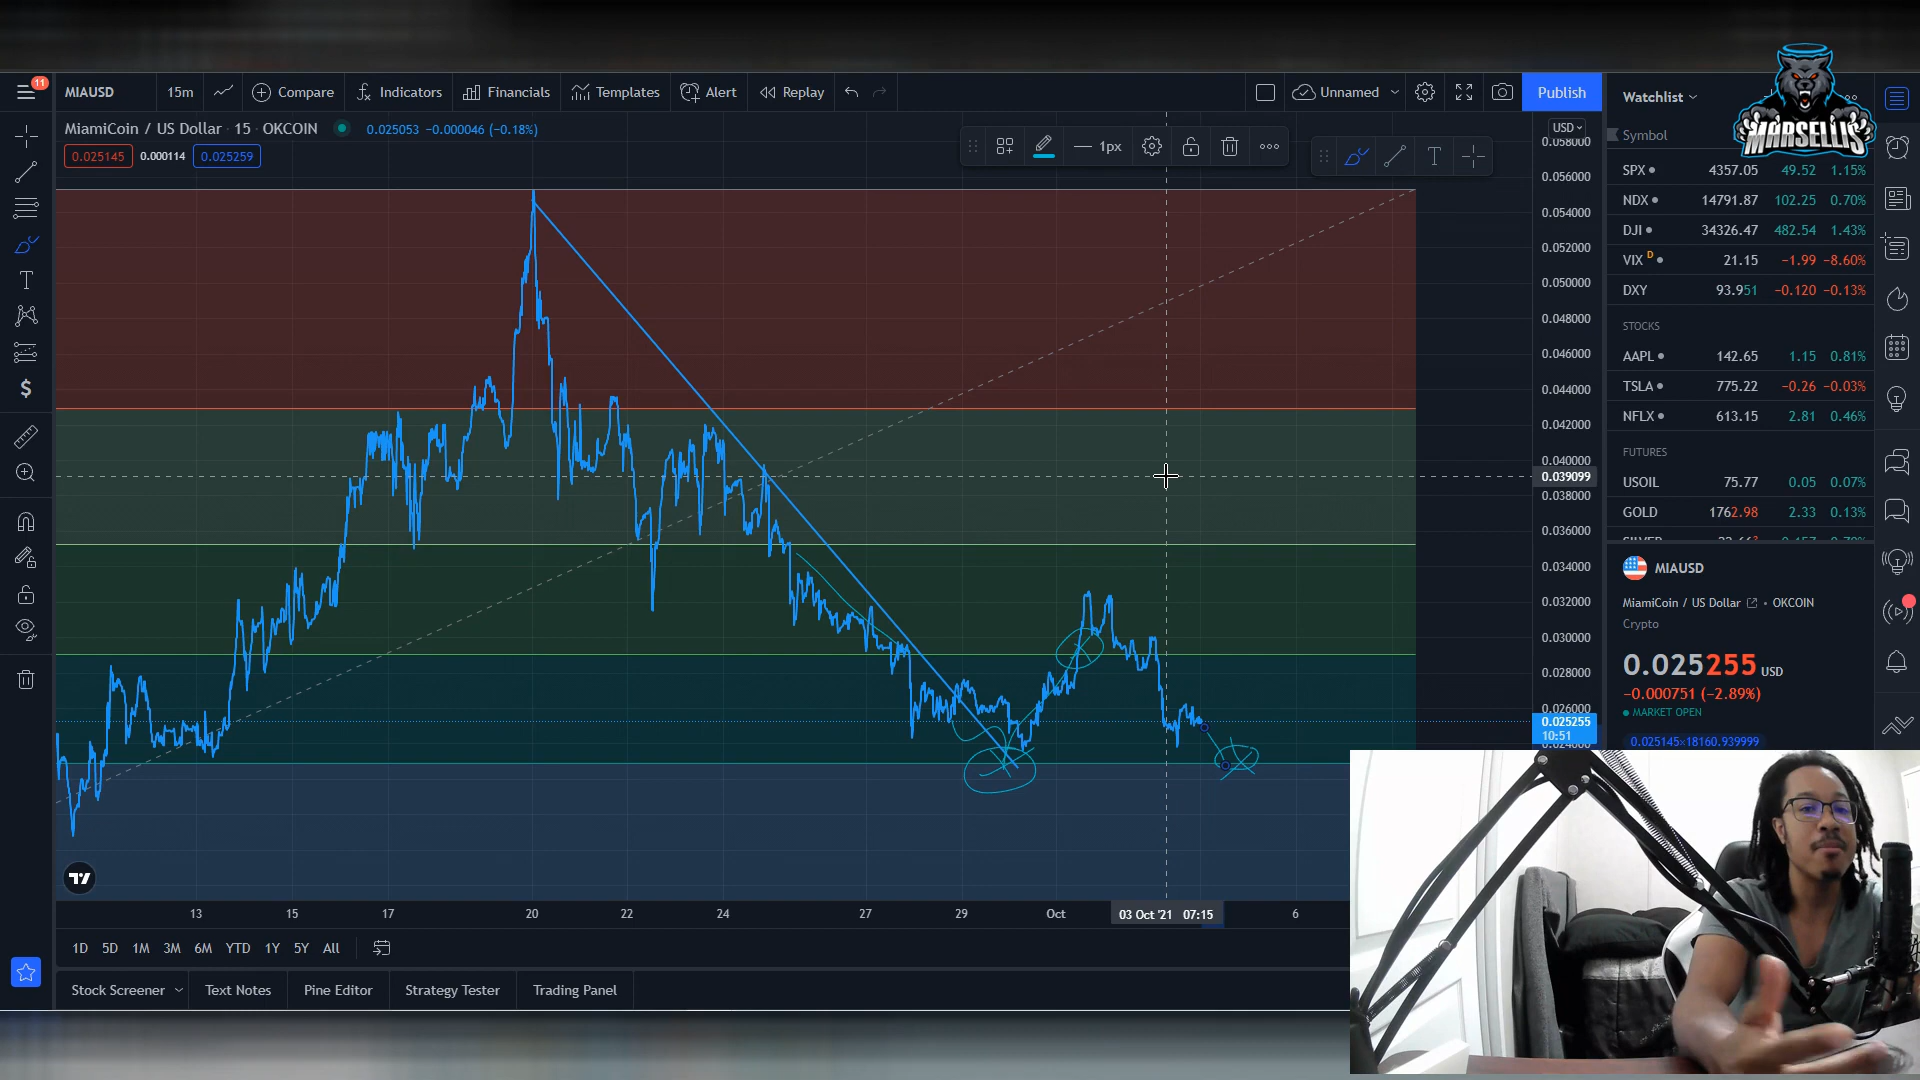 11
MIAUSD
15m
Compare
Indicators
Financials
Templates
Alert
Replay
Unnamed
Publish
Watchlist
MARSELLIS
MiamiCoin / US Dollar · 15 · OKCOIN
0.025053 −0.000046 (−0.18%)
0.025145 0.000114 0.025259
1px
T
USD
0.058000
0.056000
0.054000
0.052000
0.050000
0.048000
0.046000
0.044000
0.042000
0.040000
0.039099
0.038000
0.036000
0.034000
0.032000
0.030000
0.028000
0.026000
0.025255
10:51
Symbol
SPX 4357.05 49.52 1.15%
NDX 14791.87 102.25 0.70%
DJI 34326.47 482.54 1.43%
VIX D 21.15 −1.99 −8.60%
DXY 93.951 −0.120 −0.13%
STOCKS
AAPL 142.65 1.15 0.81%
TSLA 775.22 −0.26 −0.03%
NFLX 613.15 2.81 0.46%
FUTURES
USOIL 75.77 0.05 0.07%
GOLD 1762.98 2.33 0.13%
MIAUSD
MiamiCoin / US Dollar • OKCOIN
Crypto
0.025255 USD
−0.000751 (−2.89%)
MARKET OPEN
0.025145×18160.939999
13 15 17 20 22 24 27 29 Oct 03 Oct '21 07:15 6
1D 5D 1M 3M 6M YTD 1Y 5Y All
Stock Screener
Text Notes
Pine Editor
Strategy Tester
Trading Panel